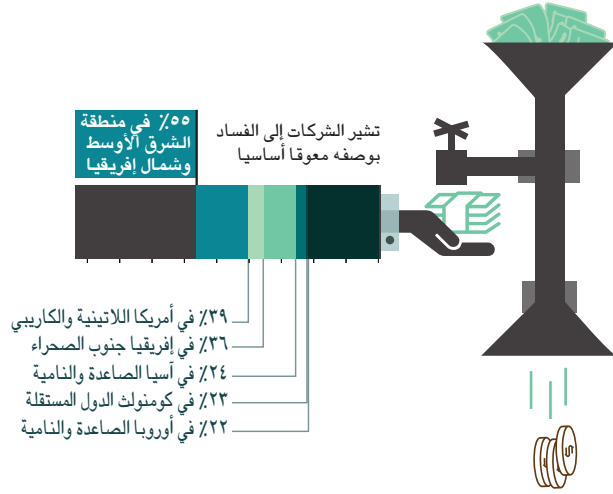 تشير الشركات إلى الفساد
بوصفه معوقا أساسيا
٥٥٪ في منطقة
الشرق الأوسط
وشمال إفريقيا
٣٩٪ في أمريكا اللاتينية والكاريبي
٣٦٪ في إفريقيا جنوب الصحراء
٢٤٪ في آسيا الصاعدة والنامية
٢٣٪ في كومنولث الدول المستقلة
٢٢٪ في أوروبا الصاعدة والنامية